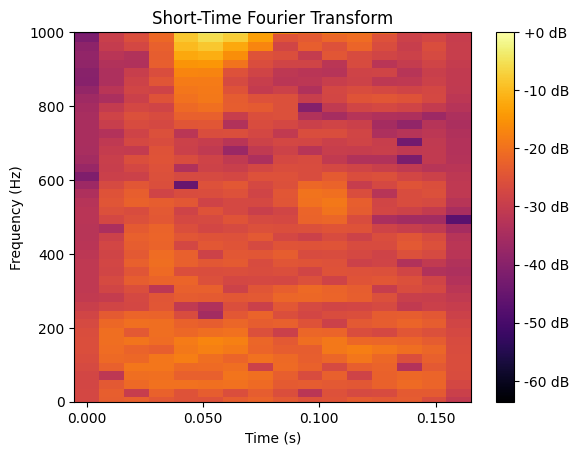 Short-Time Fourier Transform
1000
800
600
400
200
0
Frequency (Hz)
0.000
0.050
0.100
0.150
Time (s)
+0 dB
-10 dB
-20 dB
-30 dB
-40 dB
-50 dB
-60 dB